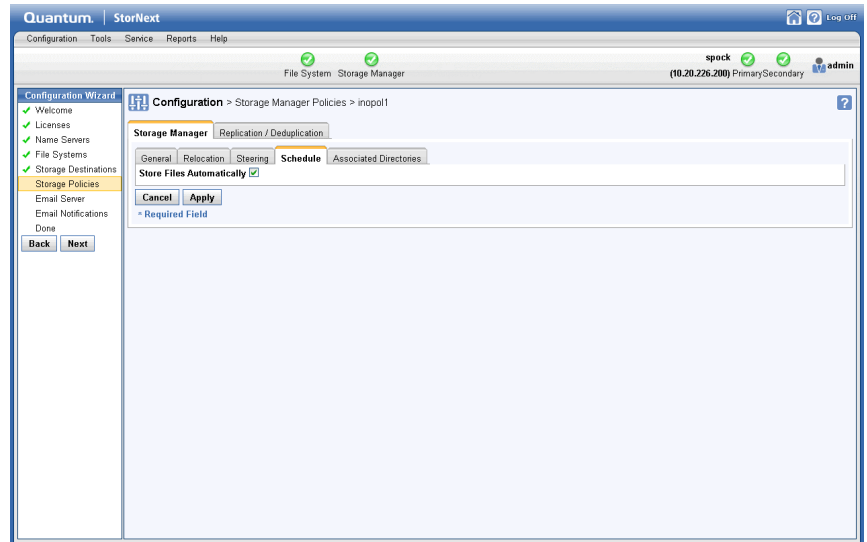 Quantum. StorNext
Log Off
Configuration Tools Service Reports Help
File System Storage Manager
spock
(10.20.226.200) Primary Secondary
admin
Configuration Wizard
Welcome
Licenses
Name Servers
File Systems
Storage Destinations
Storage Policies
Email Server
Email Notifications
Done
Back Next
Configuration > Storage Manager Policies > inopol1
?
Storage Manager Replication / Deduplication
General Relocation Steering Schedule Associated Directories
Store Files Automatically
Cancel Apply
* Required Field